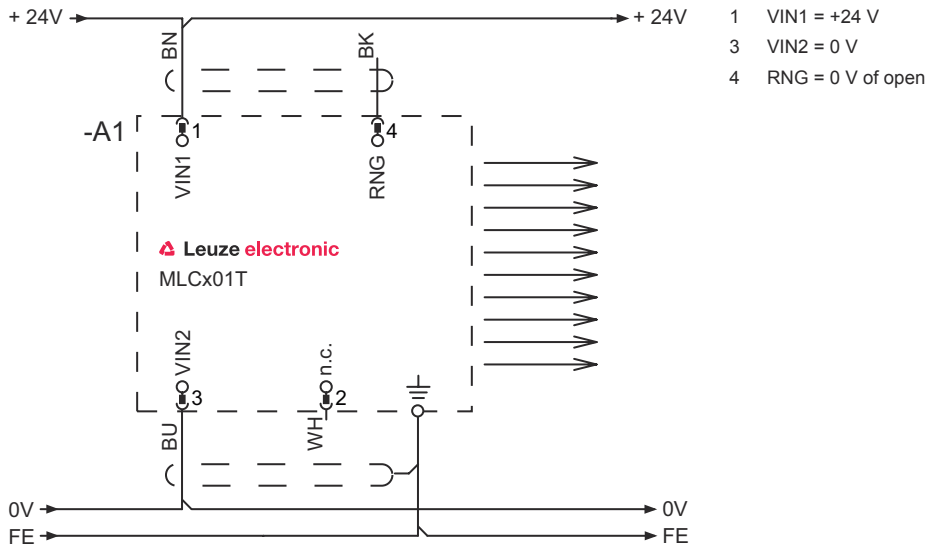 + 24V
+ 24V
1 VIN1 = +24 V
3 VIN2 = 0 V
4 RNG = 0 V of open
BN
BK
-A1
1
4
VIN1
RNG
Leuze electronic
MLCx01T
VIN2
n.c.
3
2
BU
WH
0V
0V
FE
FE